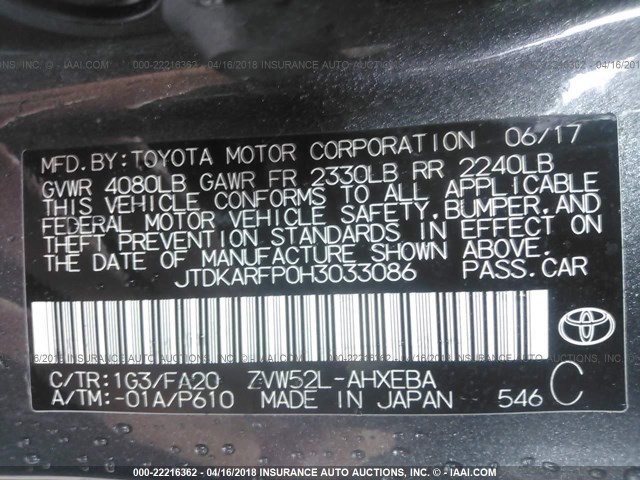 000-22216362 - 04/16/2018 INSURANCE AUTO AUCTIONS INC. © - IAAI.COM
MFD.BY:TOYOTA MOTOR CORPORATION 06/17
GVWR 4080LB GAWR FR 2330LB RR 2240LB
THIS VEHICLE CONFORMS TO ALL APPLICABLE
FEDERAL MOTOR VEHICLE SAFETY,BUMPER,AND
THEFT PREVENTION STANDARDS IN EFFECT ON
THE DATE OF MANUFACTURE SHOWN ABOVE.
JTDKARFP0H3033086 PASS.CAR
C/TR:1G3/FA20 ZVW52L-AHXEBA
A/TM:-01A/P610 MADE IN JAPAN 546 C
000-22216362 - 04/16/2018 INSURANCE AUTO AUCTIONS INC. © - IAAI.COM